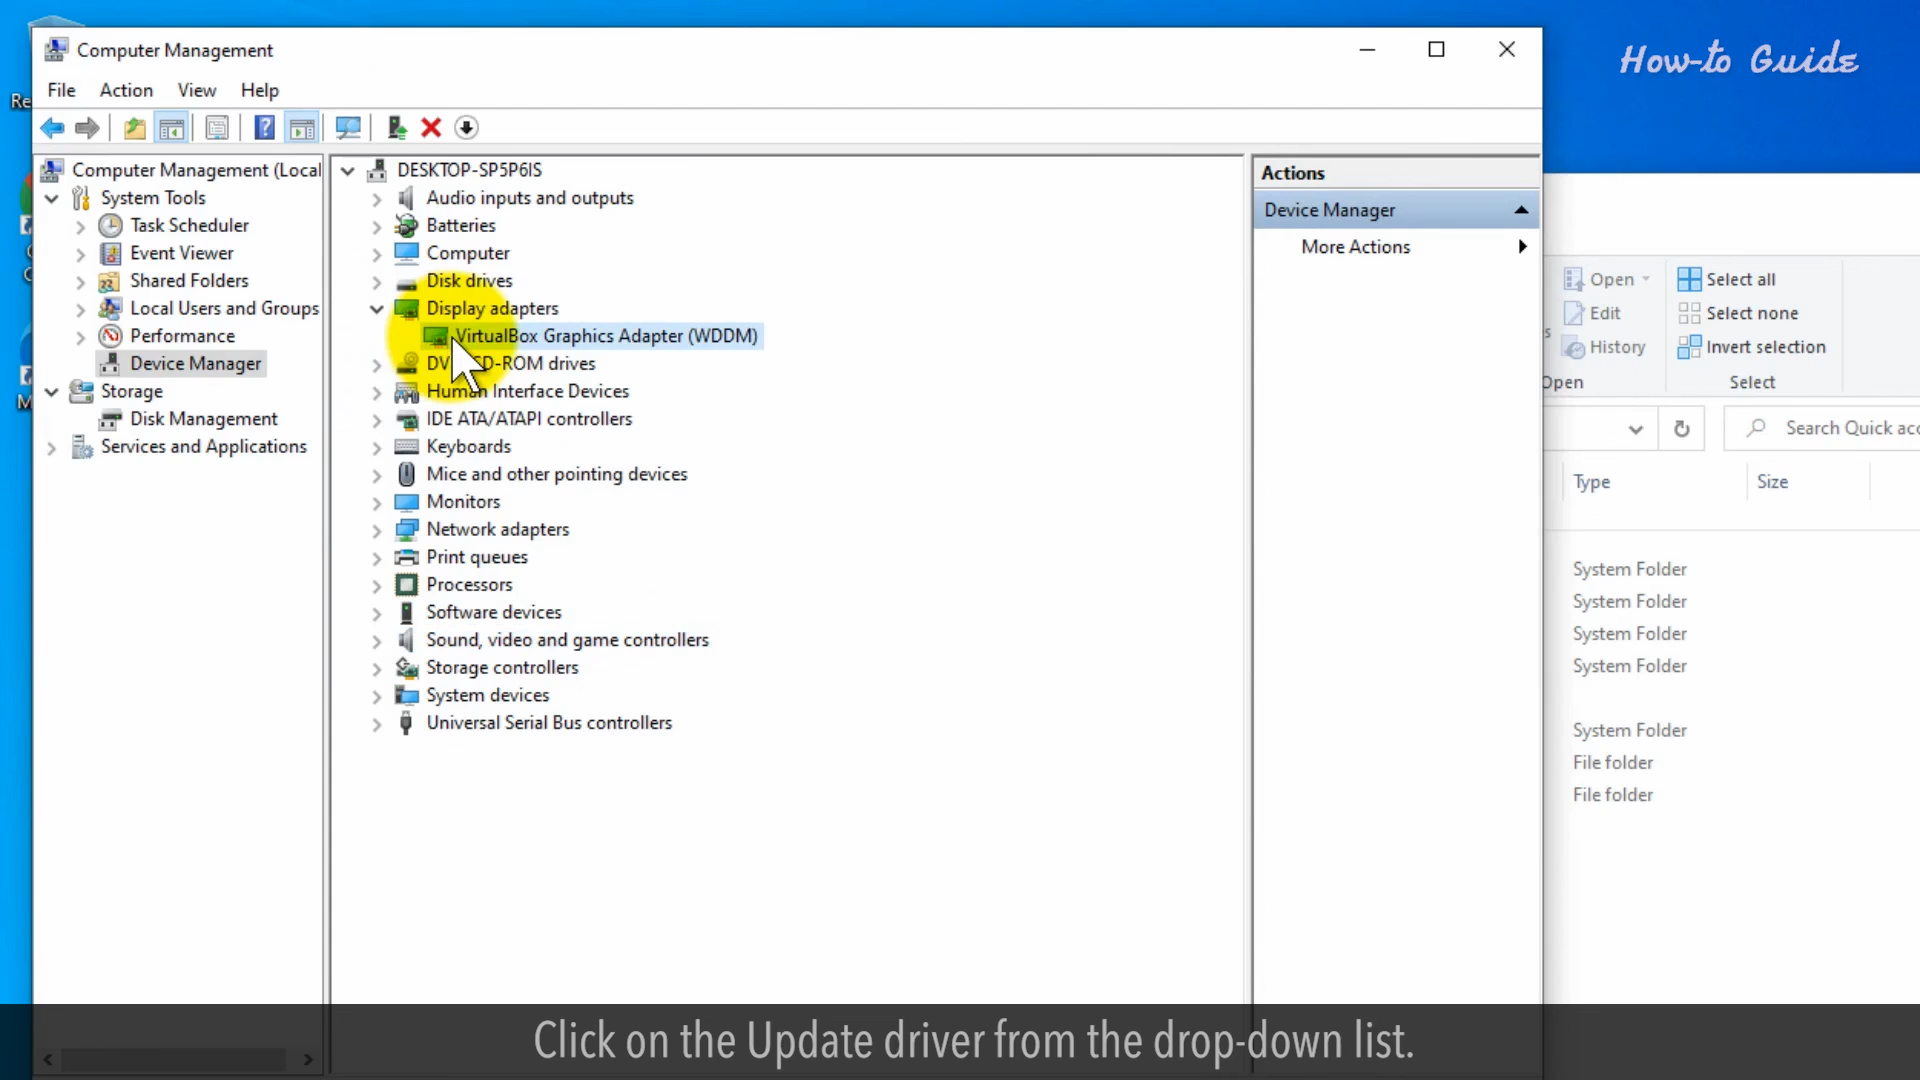 Computer Management
How-to Guide
File Action View Help
Computer Management (Local
System Tools
Task Scheduler
Event Viewer
Shared Folders
Local Users and Groups
Performance
Device Manager
Storage
Disk Management
Services and Applications
DESKTOP-SP5P6IS
Audio inputs and outputs
Batteries
Computer
Disk drives
Display adapters
VirtualBox Graphics Adapter (WDDM)
DV CD-ROM drives
Human Interface Devices
IDE ATA/ATAPI controllers
Keyboards
Mice and other pointing devices
Monitors
Network adapters
Print queues
Processors
Software devices
Sound, video and game controllers
Storage controllers
System devices
Universal Serial Bus controllers
Actions
Device Manager
More Actions
Open
Edit
History
Open
Select all
Select none
Invert selection
Select
Search Quick acc
Type Size
System Folder
System Folder
System Folder
System Folder
System Folder
File folder
File folder
Click on the Update driver from the drop-down list.